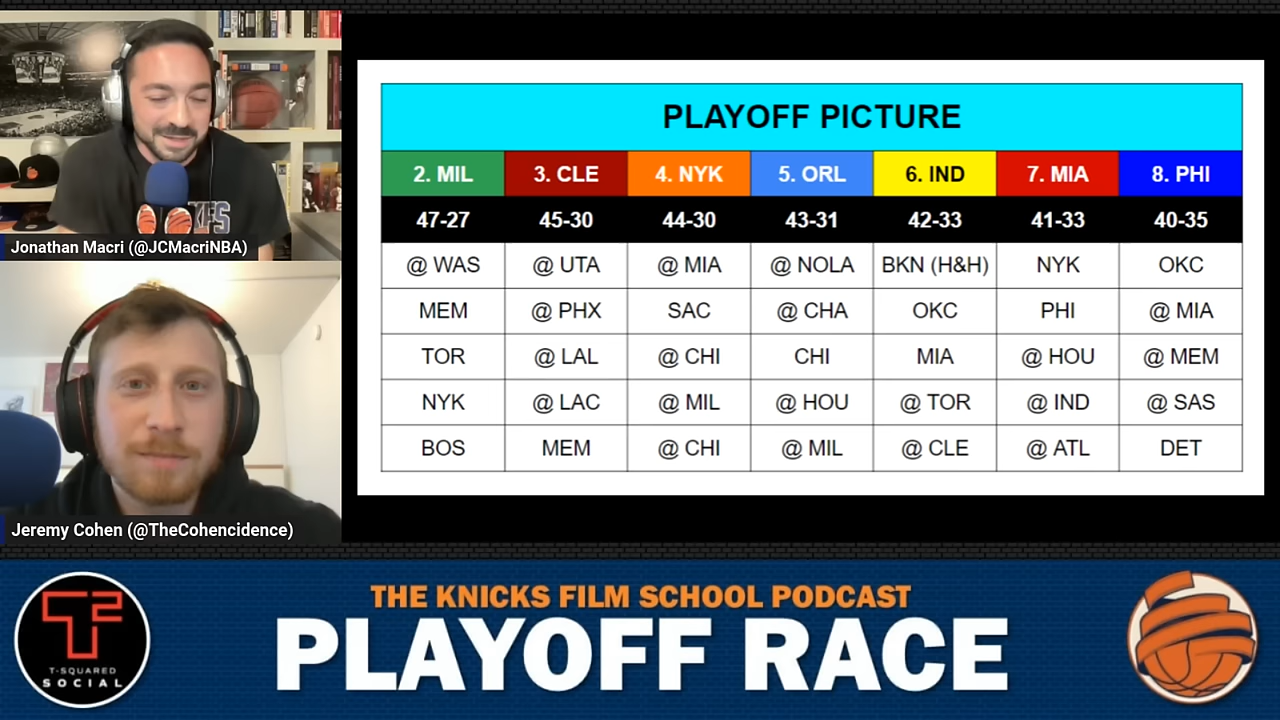 Jonathan Macri (@JCMacriNBA)
Jeremy Cohen (@TheCohencidence)
PLAYOFF PICTURE
2. MIL 3. CLE 4. NYK 5. ORL 6. IND 7. MIA 8. PHI
47-27 45-30 44-30 43-31 42-33 41-33 40-35
@ WAS @ UTA @ MIA @ NOLA BKN (H&H) NYK OKC
MEM @ PHX SAC @ CHA OKC PHI @ MIA
TOR @ LAL @ CHI CHI MIA @ HOU @ MEM
NYK @ LAC @ MIL @ HOU @ TOR @ IND @ SAS
BOS MEM @ CHI @ MIL @ CLE @ ATL DET
THE KNICKS FILM SCHOOL PODCAST
PLAYOFF RACE
T2
T-SQUARED
SOCIAL